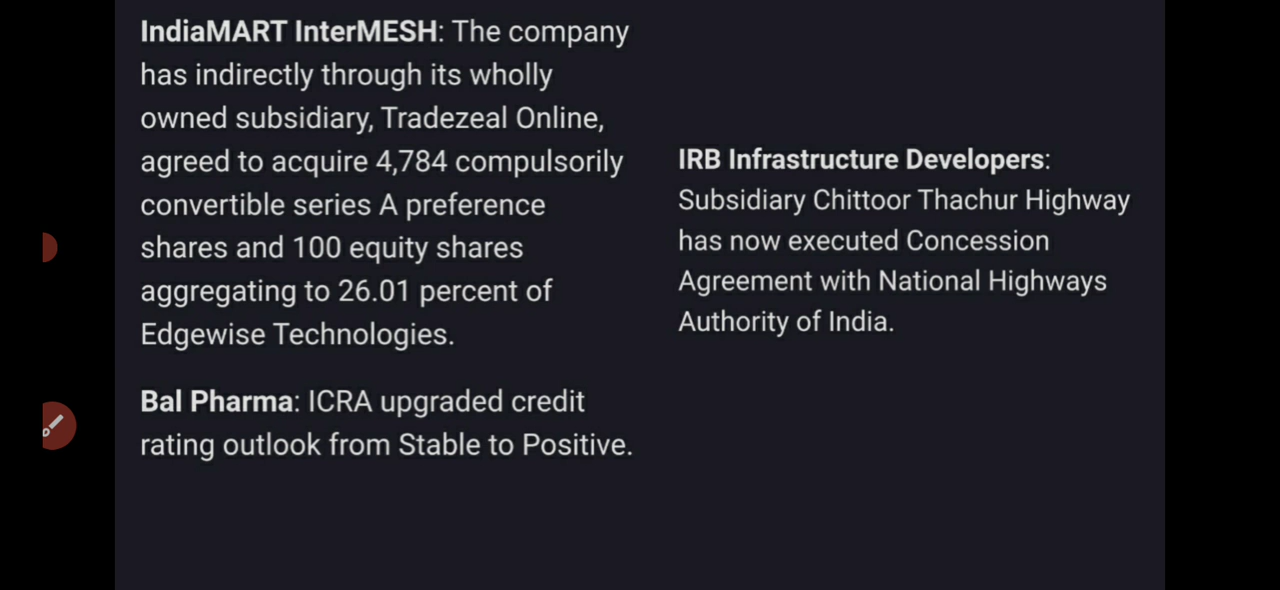 IndiaMART InterMESH: The company
has indirectly through its wholly
owned subsidiary, Tradezeal Online,
agreed to acquire 4,784 compulsorily
convertible series A preference
shares and 100 equity shares
aggregating to 26.01 percent of
Edgewise Technologies.
Bal Pharma: ICRA upgraded credit
rating outlook from Stable to Positive.
IRB Infrastructure Developers:
Subsidiary Chittoor Thachur Highway
has now executed Concession
Agreement with National Highways
Authority of India.